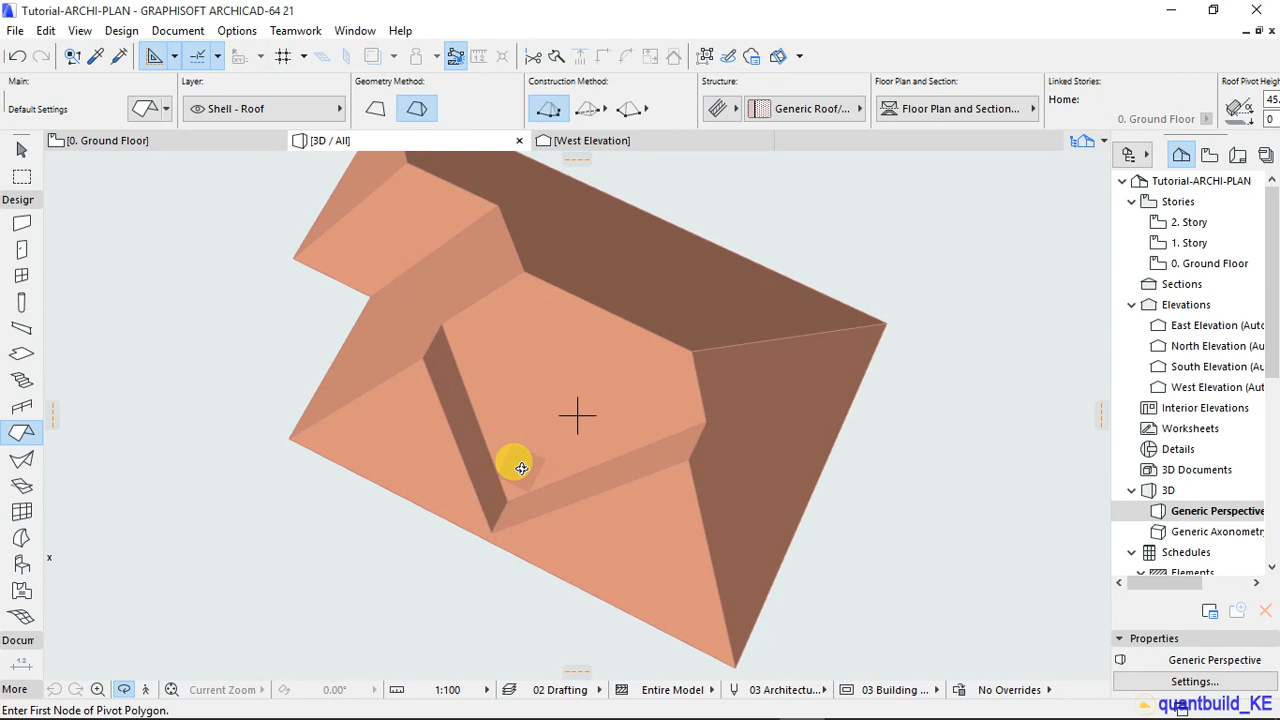 Tutorial-ARCHI-PLAN - GRAPHISOFT ARCHICAD-64 21
File Edit View Design Document Options Teamwork Window Help
Main: Layer: Geometry Method: Construction Method: Structure: Floor Plan and Section: Linked Stories: Roof Pivot Heig
Default Settings Shell - Roof Generic Roof/... Floor Plan and Section... Home: 45.
0. Ground Floor 0
[0. Ground Floor] [3D / All] [West Elevation]
Design
Tutorial-ARCHI-PLAN
Stories
2. Story
1. Story
0. Ground Floor
Sections
Elevations
East Elevation (Auto
North Elevation (Au
South Elevation (Au
West Elevation (Aut
Interior Elevations
Worksheets
Details
3D Documents
3D
Generic Perspective
Generic Axonometr
Schedules
Elements
x
Docum
1.2
Properties
Generic Perspective
Settings...
More Current Zoom 0.00° 1:100 02 Drafting Entire Model 03 Architectu... 03 Building ... No Overrides
Enter First Node of Pivot Polygon.
quantbuild_KE